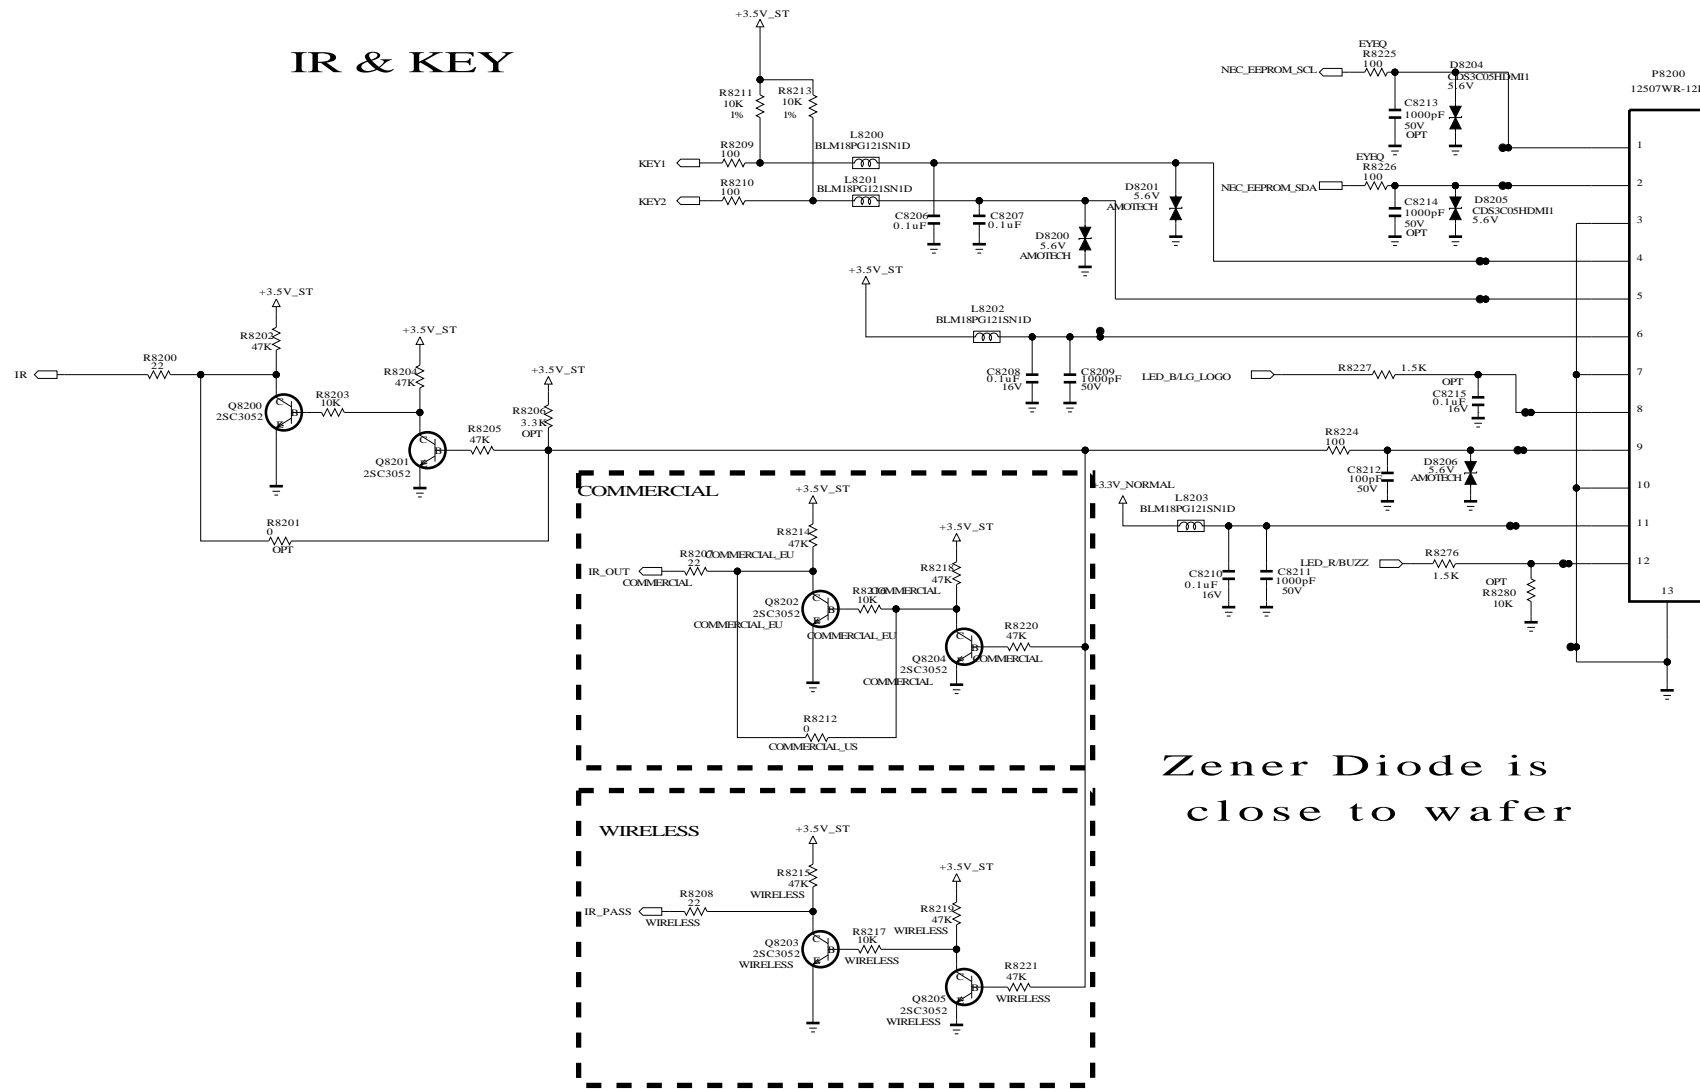 IR & KEY
+3.5V_ST
R8211
10K
1%
R8213
10K
1%
R8209
100
KEY1
R8210
100
KEY2
L8200
BLM18PG121SN1D
L8201
BLM18PG121SN1D
C8206
0.1uF
C8207
0.1uF
D8200
5.6V
AMOTECH
D8201
5.6V
AMOTECH
NEC_EEPROM_SCL
EYEQ
R8225
100
C8213
1000pF
50V
OPT
D8204
CDS3C05HDMI1
5.6V
NEC_EEPROM_SDA
EYEQ
R8226
100
C8214
1000pF
50V
OPT
D8205
CDS3C05HDMI1
5.6V
P8200
12507WR-12
1
2
3
4
5
6
7
8
9
10
11
12
13
+3.5V_ST
L8202
BLM18PG121SN1D
C8208
0.1uF
16V
C8209
1000pF
50V
LED_B/LG_LOGO
R8227
1.5K
OPT
C8215
0.1uF
16V
R8224
100
C8212
100pF
50V
D8206
5.6V
AMOTECH
+3.3V_NORMAL
L8203
BLM18PG121SN1D
C8210
0.1uF
16V
C8211
1000pF
50V
LED_R/BUZZ
R8276
1.5K
OPT
R8280
10K
+3.5V_ST
R8202
47K
IR
R8200
22
Q8200
2SC3052
C
B
E
R8203
10K
+3.5V_ST
R8204
47K
Q8201
2SC3052
C
B
E
R8205
47K
+3.5V_ST
R8206
3.3K
OPT
R8201
0
OPT
COMMERCIAL
+3.5V_ST
R8214
47K
COMMERCIAL_EU
IR_OUT
R8207
22
COMMERCIAL
Q8202
2SC3052
COMMERCIAL_EU
C
B
E
10K
COMMERCIAL_EU
+3.5V_ST
R8218
47K
COMMERCIAL
Q8204
2SC3052
COMMERCIAL
C
B
E
R8220
47K
COMMERCIAL
R8212
0
COMMERCIAL_US
WIRELESS
+3.5V_ST
R8215
47K
WIRELESS
IR_PASS
R8208
22
WIRELESS
Q8203
2SC3052
WIRELESS
C
B
E
R8217
10K
WIRELESS
+3.5V_ST
R8219
47K
WIRELESS
Q8205
2SC3052
WIRELESS
C
B
E
R8221
47K
WIRELESS
Zener Diode is
close to wafer